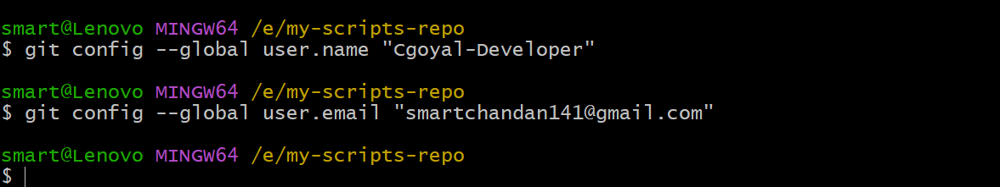 smart@Lenovo MINGW64 /e/my-scripts-repo
$ git config --global user.name "Cgoyal-Developer"
smart@Lenovo MINGW64 /e/my-scripts-repo
$ git config --global user.email "smartchandan141@gmail.com"
smart@Lenovo MINGW64 /e/my-scripts-repo
$